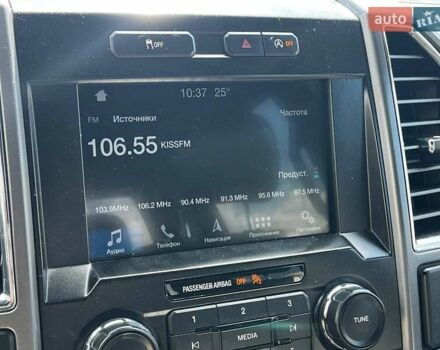 auto RIA
OFF
OFF
10:37 25°
FM Источники Частота
106.55 KISSFM
Предуст.
103.9MHz 106.2 MHz 90.4 MHz 91.3 MHz 95.6 MHz 97.5 MHz
Аудио Телефон Навигация Приложения Настройки
PASSENGER AIRBAG OFF
1 2 3
MEDIA
TUNE